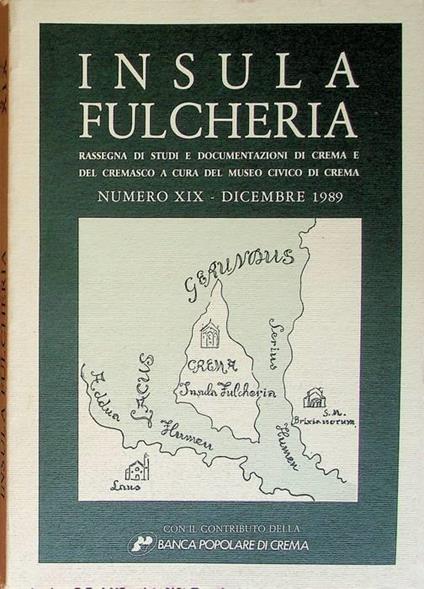 INSULA
FULCHERIA
RASSEGNA DI STUDI E DOCUMENTAZIONI DI CREMA E
DEL CREMASCO A CURA DEL MUSEO CIVICO DI CREMA
NUMERO XIX - DICEMBRE 1989
GERUNDUS
LACUS
CREMA
Insula Fulcheria
Serius
Flumen
Addua
Flumen
S.M.
Brixianorum
Laus
CON IL CONTRIBUTO DELLA
BANCA POPOLARE DI CREMA
INSULA FULCHERIA